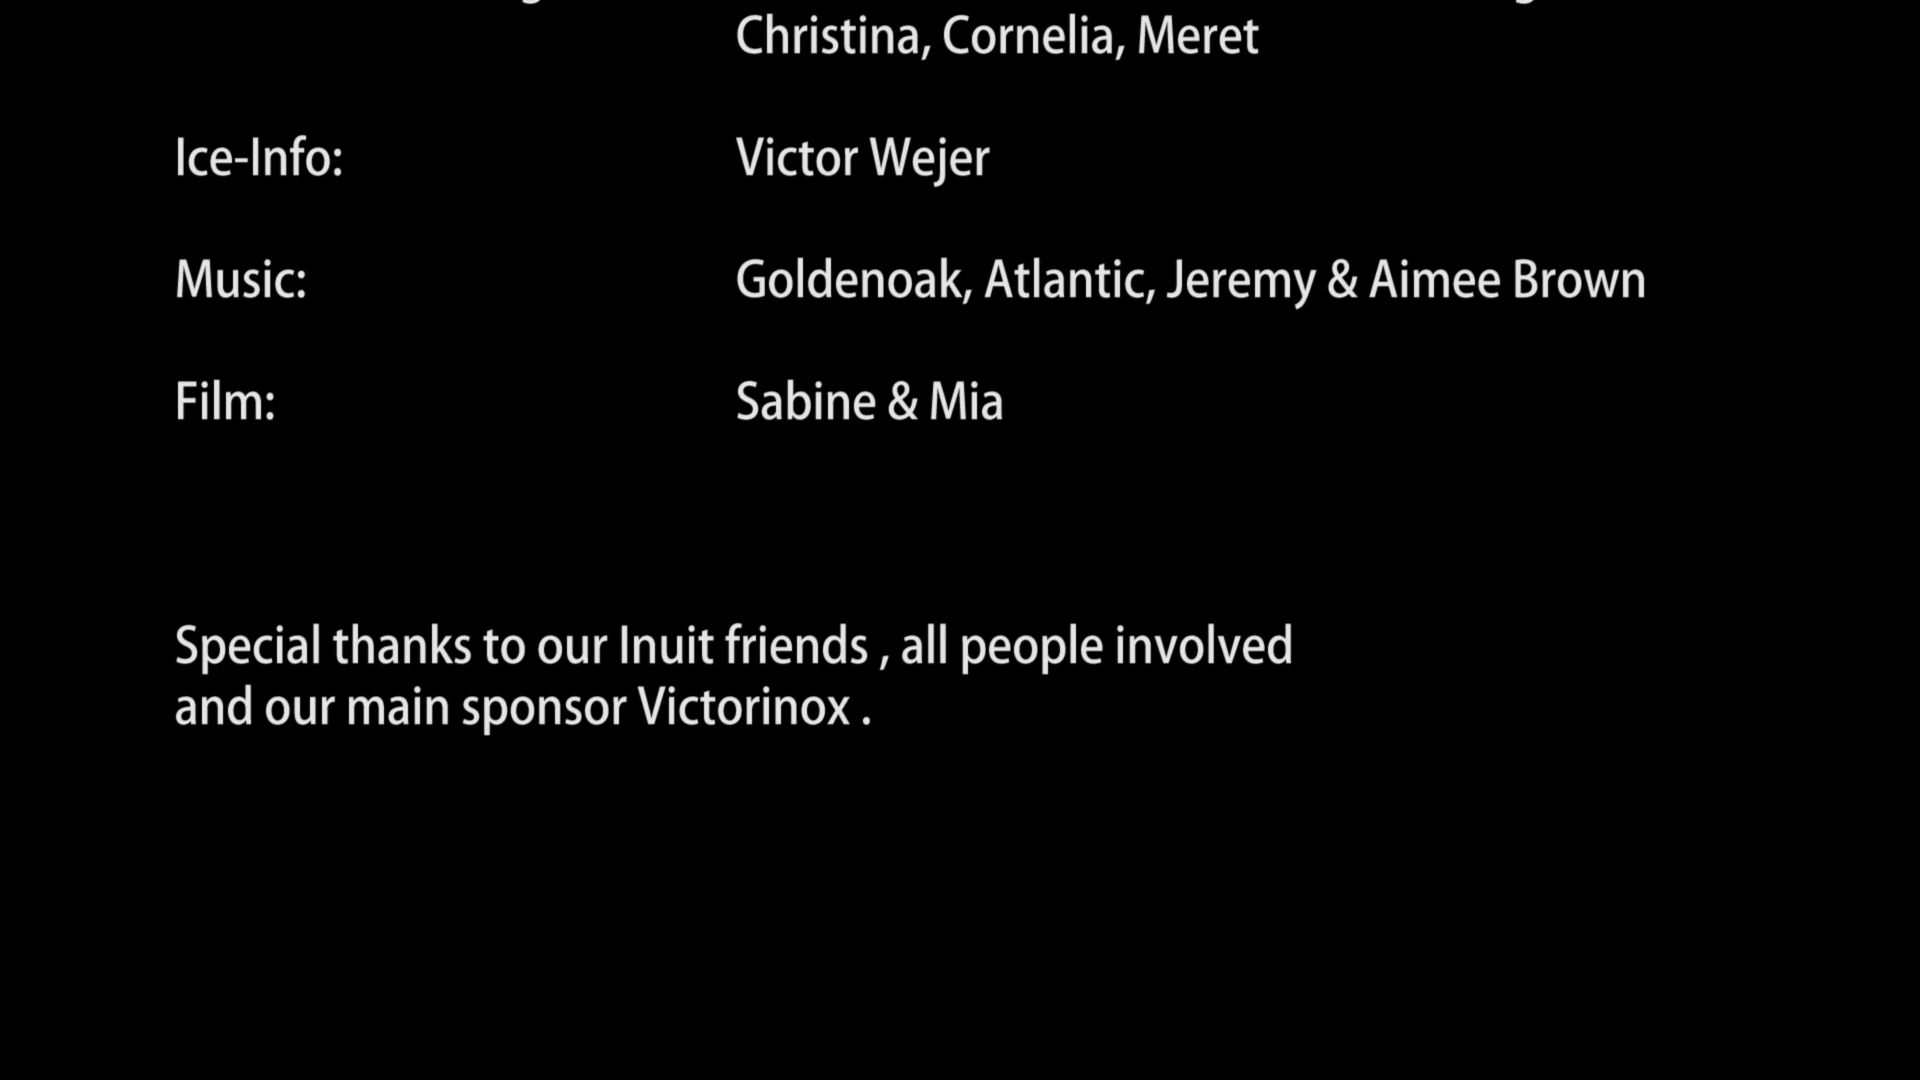 Christina, Cornelia, Meret
Ice-Info: Victor Wejer
Music: Goldenoak, Atlantic, Jeremy & Aimee Brown
Film: Sabine & Mia
Special thanks to our Inuit friends , all people involved
and our main sponsor Victorinox .